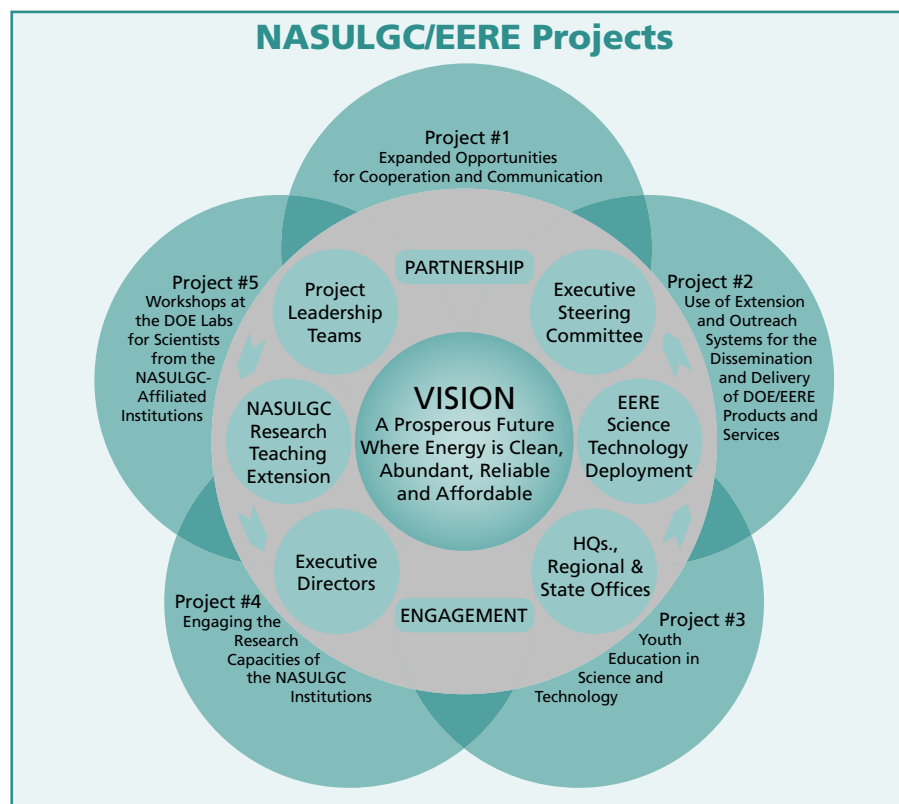 NASULGC/EERE Projects
Project #1
Expanded Opportunities
for Cooperation and Communication
Project #5
Workshops at
the DOE Labs
for Scientists
from the
NASULGC-
Affiliated
Institutions
Project #2
Use of Extension
and Outreach
Systems for the
Dissemination
and Delivery
of DOE/EERE
Products and
Services
PARTNERSHIP
Project
Leadership
Teams
Executive
Steering
Committee
NASULGC
Research
Teaching
Extension
VISION
A Prosperous Future
Where Energy is Clean,
Abundant, Reliable
and Affordable
EERE
Science
Technology
Deployment
Executive
Directors
HQs.,
Regional &
State Offices
ENGAGEMENT
Project #4
Engaging the
Research
Capacities of
the NASULGC
Institutions
Project #3
Youth
Education in
Science and
Technology